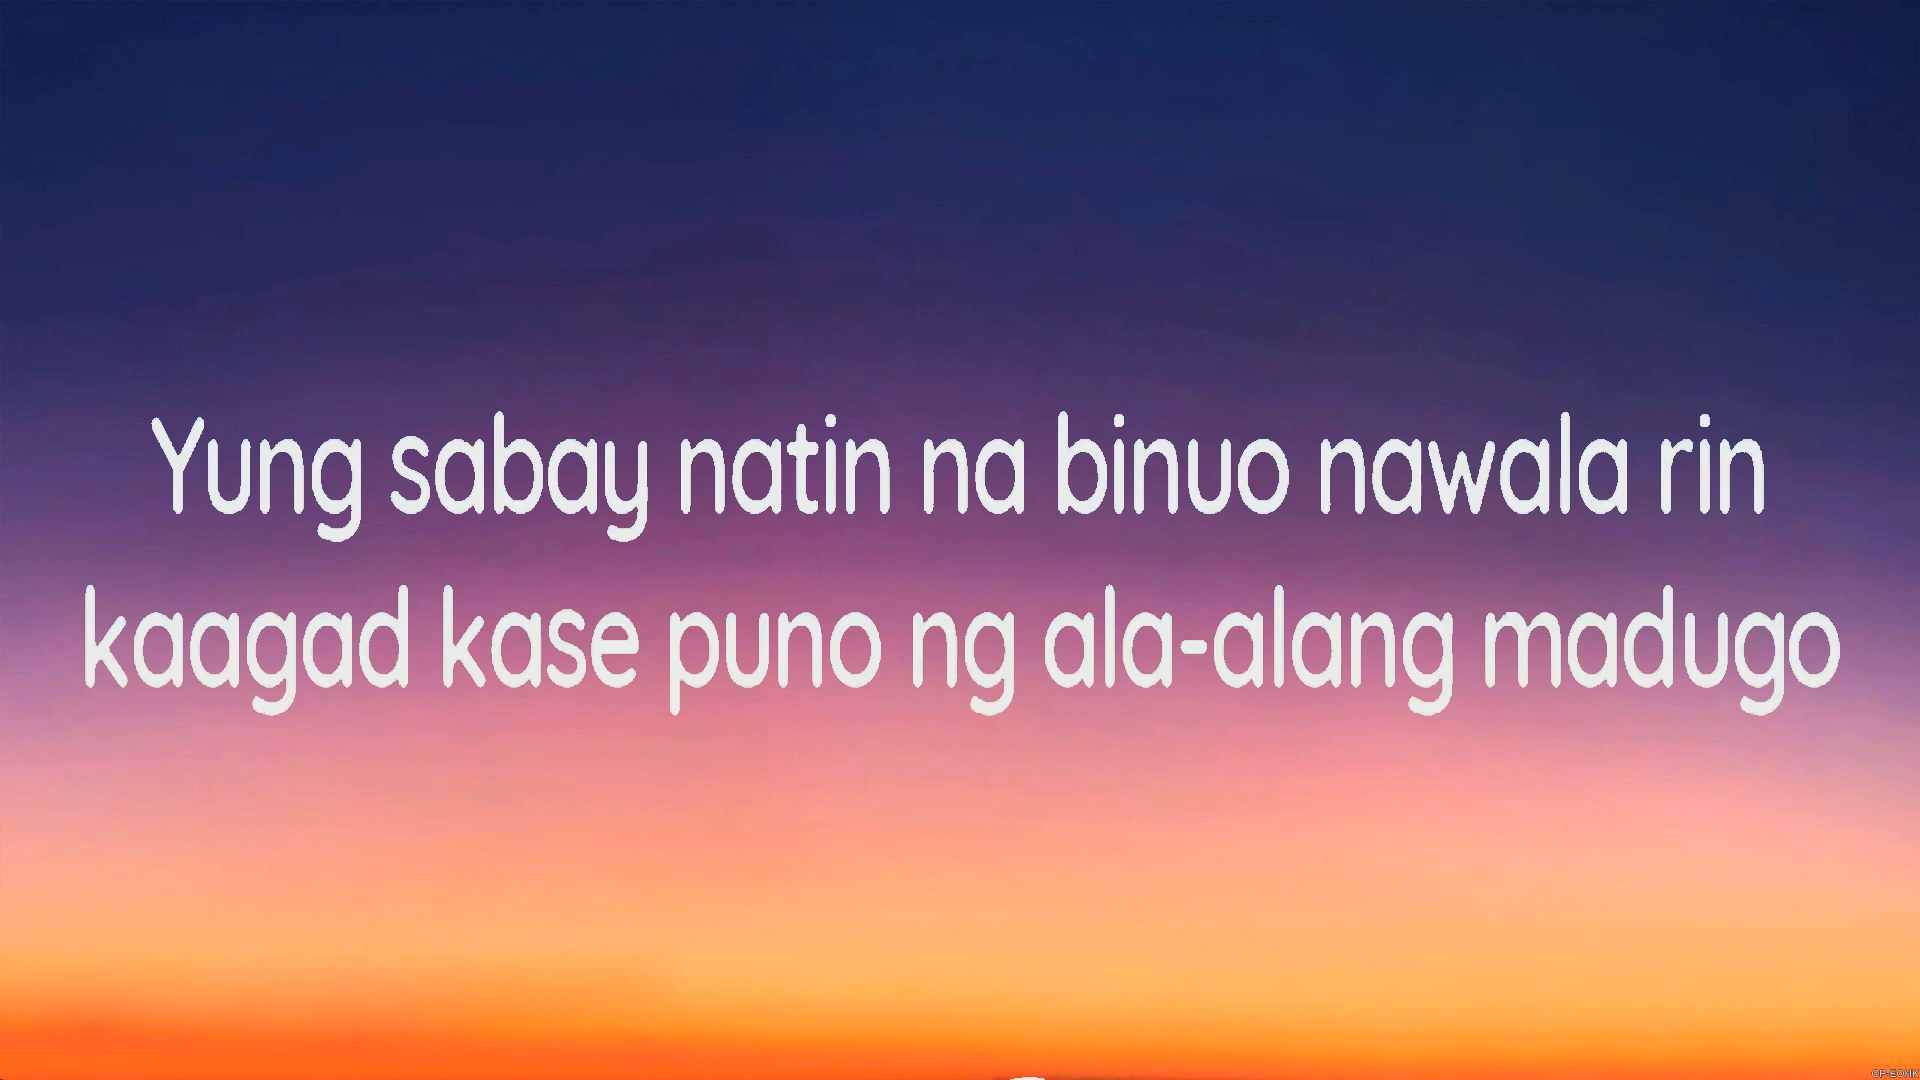 Yung sabay natin na binuo nawala rin
kaagad kase puno ng ala-alang madugo